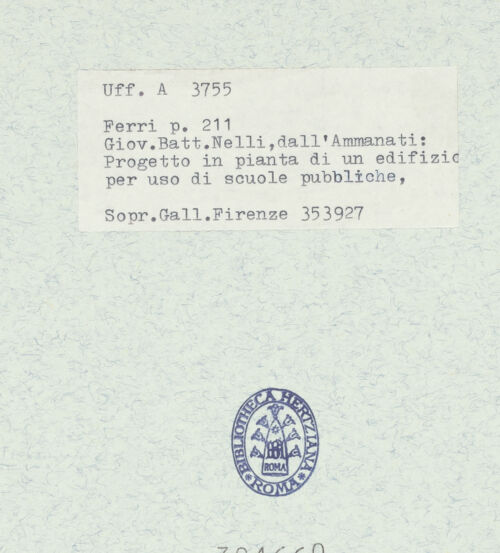 Uff. A 3755
Ferri p. 211
Giov.Batt.Nelli,dall'Ammanati:
Progetto in pianta di un edifizio
per uso di scuole pubbliche,
Sopr.Gall.Firenze 353927
BIBLIOTHECA HERTZIANA
ROMA
* ROMA *